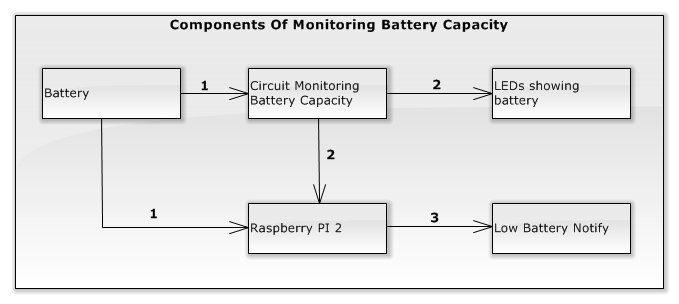 Components Of Monitoring Battery Capacity
Battery
1
Circuit Monitoring
Battery Capacity
2
LEDs showing
battery
2
1
Raspberry PI 2
3
Low Battery Notify